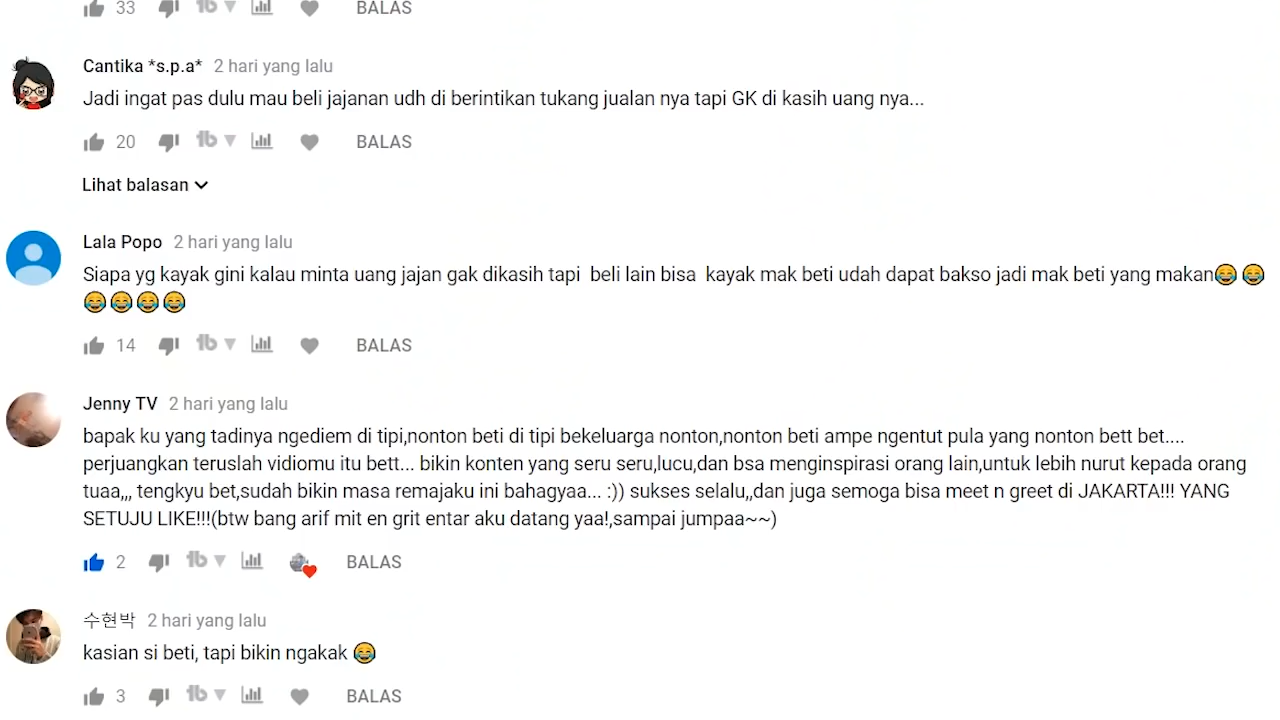 33 BALAS
Cantika *s.p.a* 2 hari yang lalu
Jadi ingat pas dulu mau beli jajanan udh di berintikan tukang jualan nya tapi GK di kasih uang nya...
20 BALAS
Lihat balasan
Lala Popo 2 hari yang lalu
Siapa yg kayak gini kalau minta uang jajan gak dikasih tapi  beli lain bisa  kayak mak beti udah dapat bakso jadi mak beti yang makan😂 😂
😂 😂 😂 😂
14 BALAS
Jenny TV 2 hari yang lalu
bapak ku yang tadinya ngediem di tipi,nonton beti di tipi bekeluarga nonton,nonton beti ampe ngentut pula yang nonton bett bet....
perjuangkan teruslah vidiomu itu bett... bikin konten yang seru seru,lucu,dan bsa menginspirasi orang lain,untuk lebih nurut kepada orang
tuaa,,, tengkyu bet,sudah bikin masa remajaku ini bahagyaa... :)) sukses selalu,,dan juga semoga bisa meet n greet di JAKARTA!!! YANG
SETUJU LIKE!!!(btw bang arif mit en grit entar aku datang yaa!,sampai jumpaa~~)
2 BALAS
수현박 2 hari yang lalu
kasian si beti, tapi bikin ngakak 😂
3 BALAS